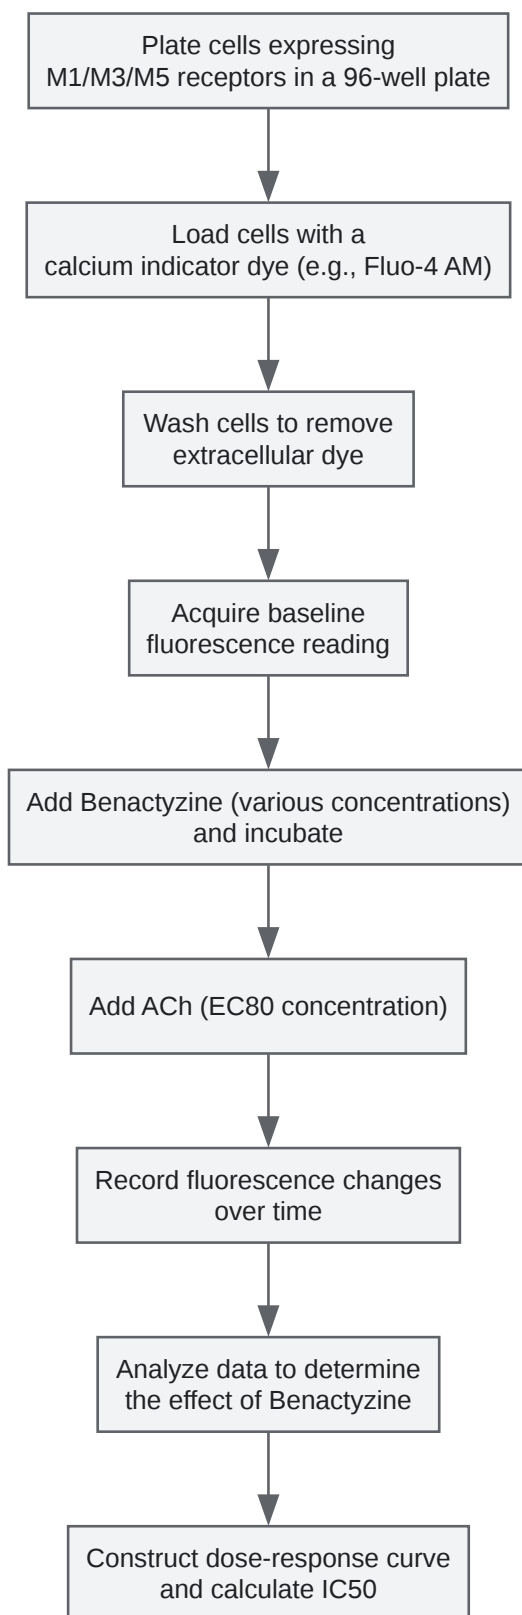 Plate cells expressing
M1/M3/M5 receptors in a 96-well plate
Load cells with a
calcium indicator dye (e.g., Fluo-4 AM)
Wash cells to remove
extracellular dye
Acquire baseline
fluorescence reading
Add Benactyzine (various concentrations)
and incubate
Add ACh (EC80 concentration)
Record fluorescence changes
over time
Analyze data to determine
the effect of Benactyzine
Construct dose-response curve
and calculate IC50